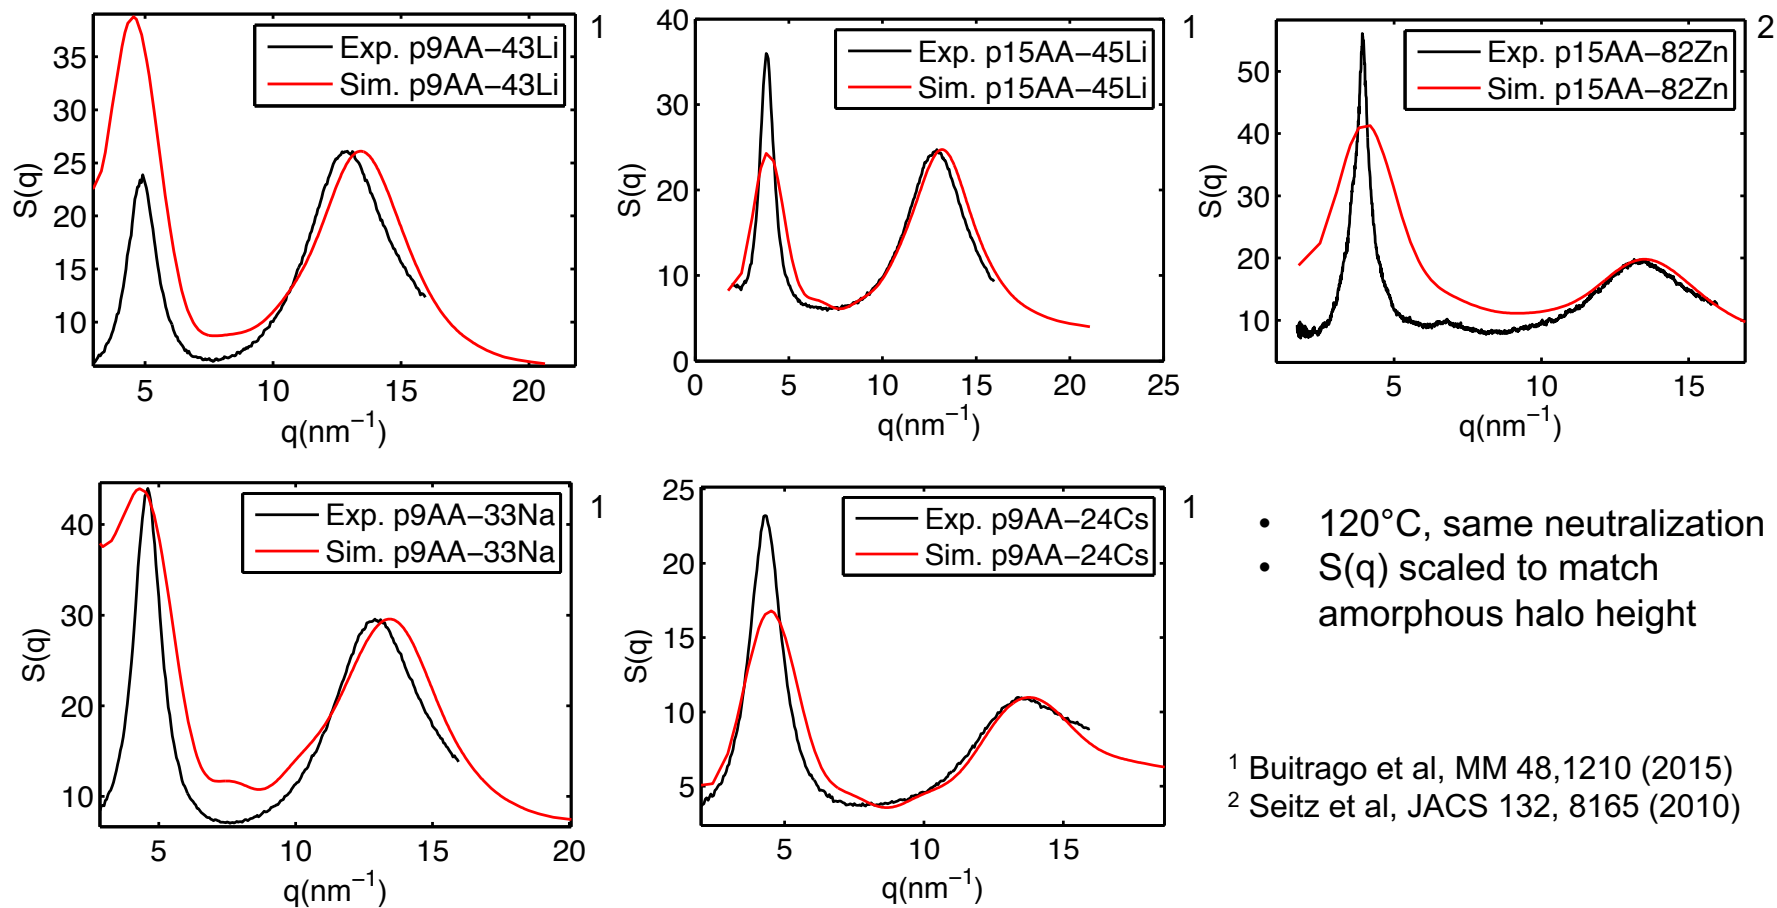 Exp. p9AA-43Li
Sim. p9AA-43Li
1
35
30
25
20
15
10
S(q)
5
10
15
20
q(nm⁻¹)
Exp. p15AA-45Li
Sim. p15AA-45Li
1
40
30
20
10
0
S(q)
0
5
10
15
20
25
q(nm⁻¹)
Exp. p15AA-82Zn
Sim. p15AA-82Zn
2
50
40
30
20
10
S(q)
5
10
15
q(nm⁻¹)
Exp. p9AA-33Na
Sim. p9AA-33Na
1
40
30
20
10
S(q)
5
10
15
20
q(nm⁻¹)
Exp. p9AA-24Cs
Sim. p9AA-24Cs
1
25
20
15
10
5
S(q)
5
10
15
q(nm⁻¹)
• 120°C, same neutralization
• S(q) scaled to match
amorphous halo height
¹ Buitrago et al, MM 48,1210 (2015)
² Seitz et al, JACS 132, 8165 (2010)